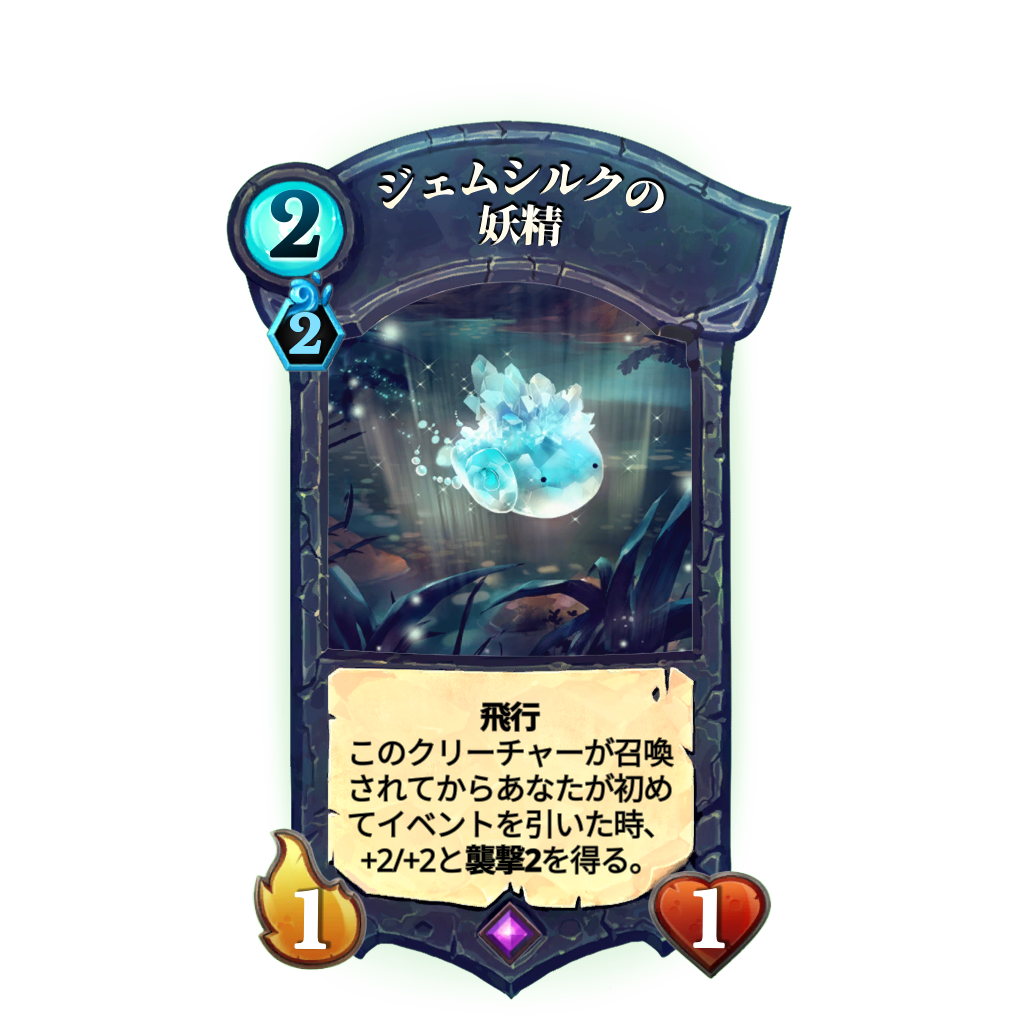 2
ジェムシルクの
妖精
2
飛行
このクリーチャーが召喚
されてからあなたが初め
てイベントを引いた時、
+2/+2と襲撃2を得る。
1
1